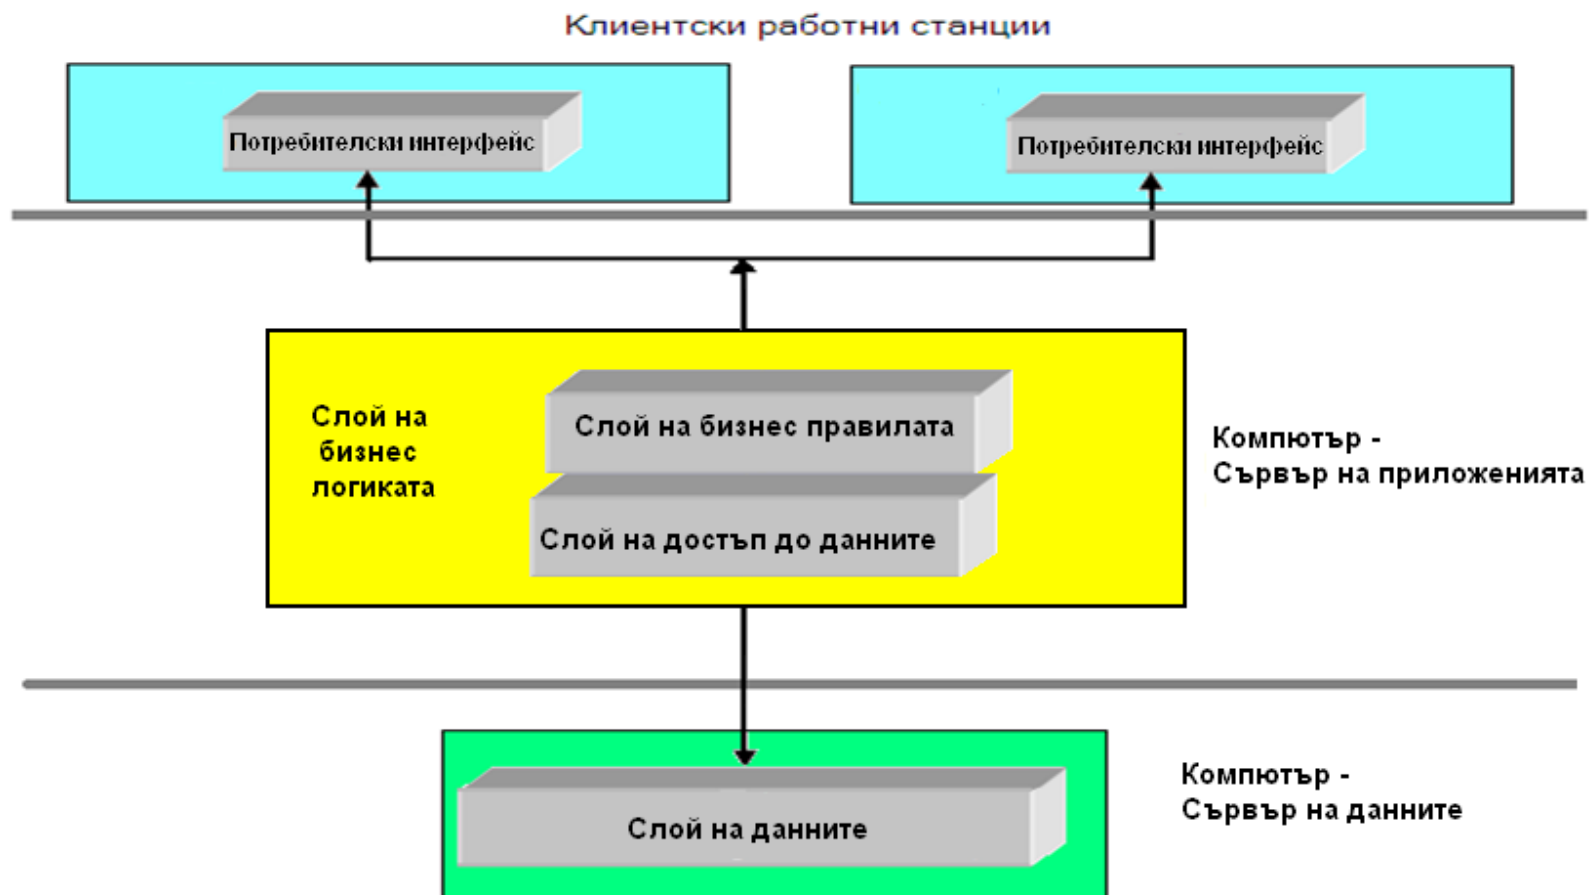 Клиентски работни станции
Потребителски интерфейс
Потребителски интерфейс
Слой на
бизнес
логиката
Слой на бизнес правилата
Слой на достъп до данните
Компютър -
Сървър на приложенията
Слой на данните
Компютър -
Сървър на данните